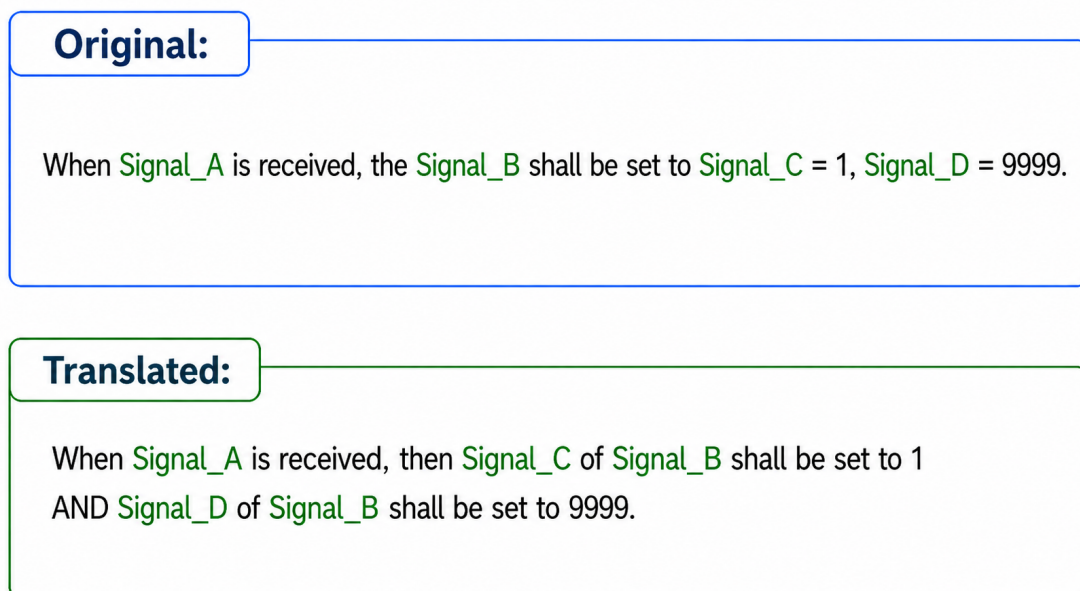 Original:
When Signal_A is received, the Signal_B shall be set to Signal_C = 1, Signal_D = 9999.
Translated:
When Signal_A is received, then Signal_C of Signal_B shall be set to 1
AND Signal_D of Signal_B shall be set to 9999.